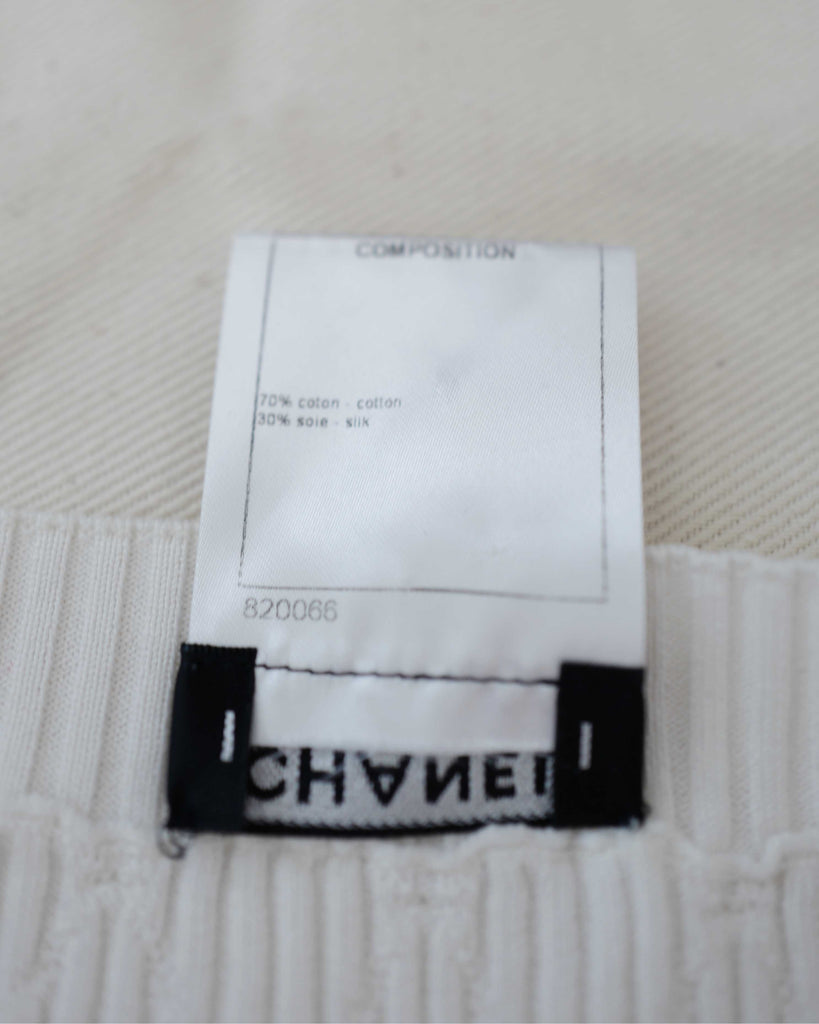 COMPOSITION
70% coton - cotton
30% soie - silk
820066
CHANEL